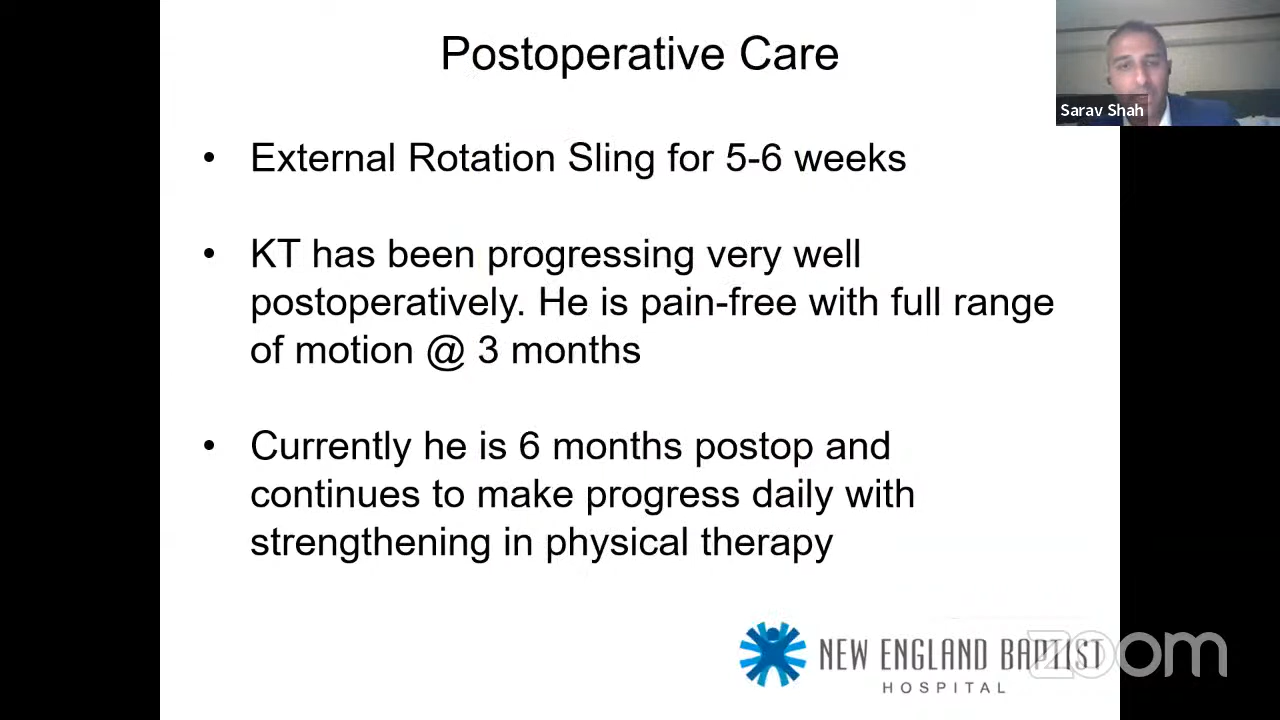 Postoperative Care
Sarav Shah
• External Rotation Sling for 5-6 weeks
• KT has been progressing very well
postoperatively. He is pain-free with full range
of motion @ 3 months
• Currently he is 6 months postop and
continues to make progress daily with
strengthening in physical therapy
NEW ENGLAND BAPTIST
HOSPITAL
zoom